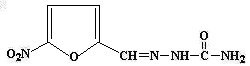 O
O₂N O CH=N NH NH₂